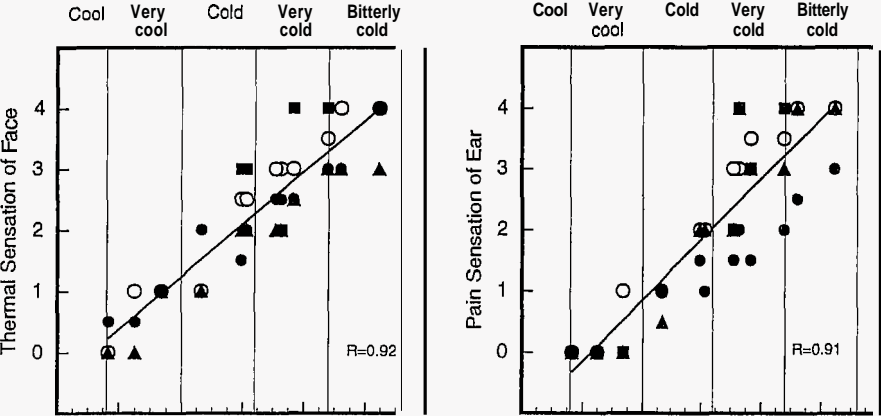 Cool Very cool Cold Very cold Bitterly cold
Thermal Sensation of Face
4
3
2
1
0
R=0.92
Cool Very cool Cold Very cold Bitterly cold
Pain Sensation of Ear
4
3
2
1
0
R=0.91